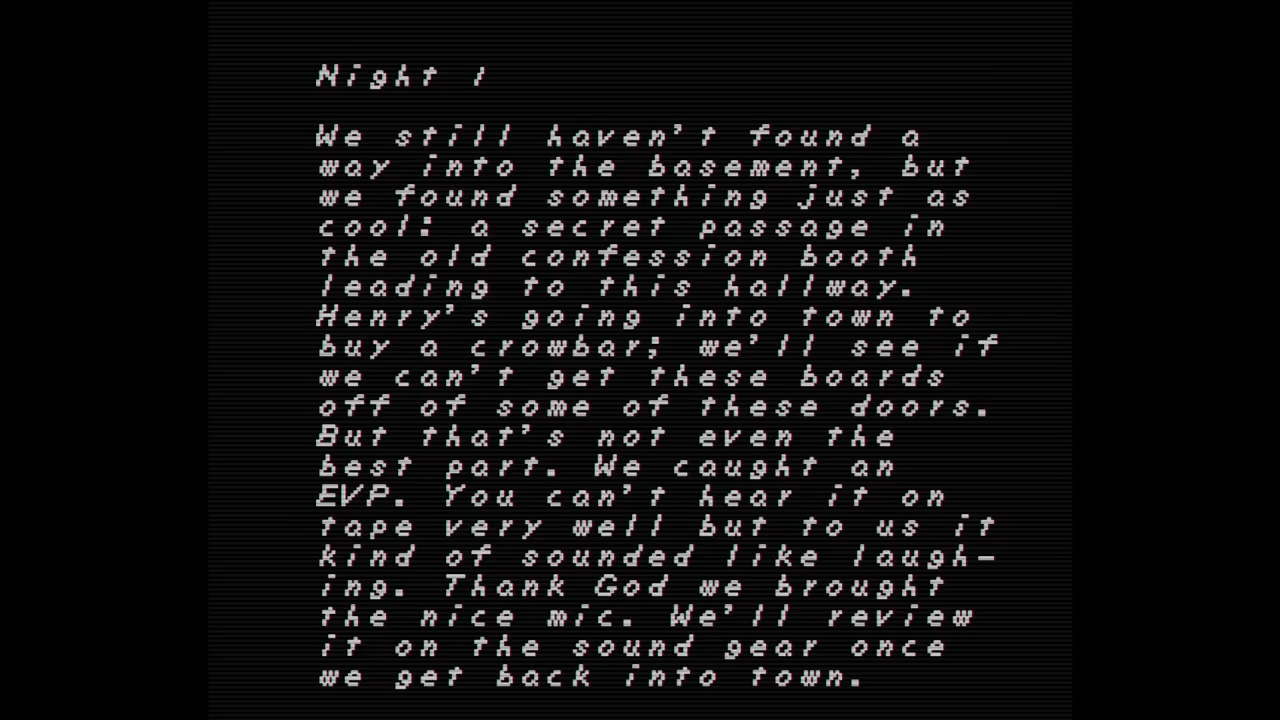 Night 1
We still haven't found a
way into the basement, but
we found something just as
cool: a secret passage in
the old confession booth
leading to this hallway.
Henry's going into town to
buy a crowbar; we'll see if
we can't get these boards
off of some of these doors.
But that's not even the
best part. We caught an
EVP. You can't hear it on
tape very well but to us it
kind of sounded like laugh-
ing. Thank God we brought
the nice mic. We'll review
it on the sound gear once
we get back into town.